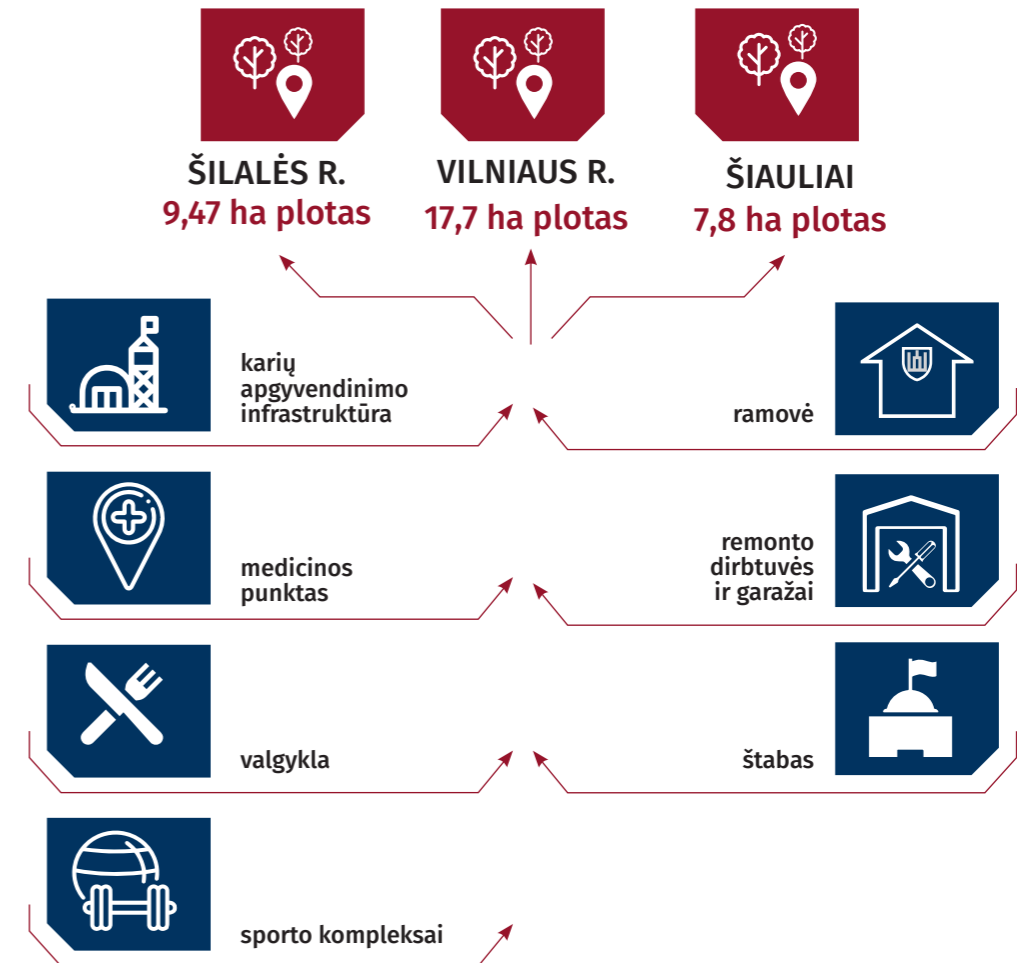 ŠILALĖS R.
9,47 ha plotas
VILNIAUS R.
17,7 ha plotas
ŠIAULIAI
7,8 ha plotas
karių
apgyvendinimo
infrastruktūra
ramovė
medicinos
punktas
remonto
dirbtuvės
ir garažai
valgykla
štabas
sporto kompleksai